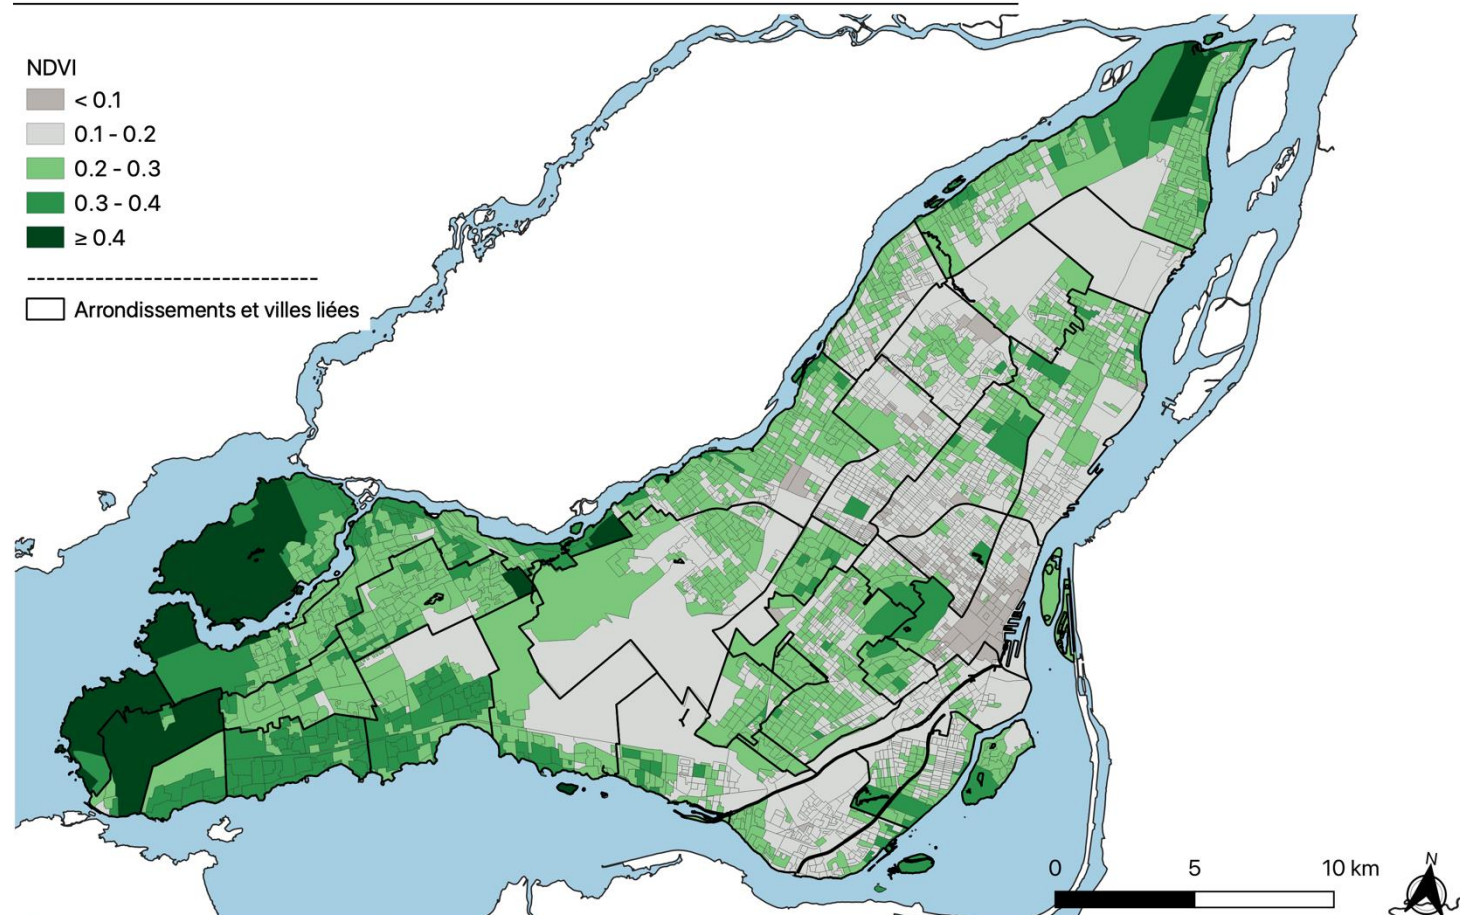 NDVI
< 0.1
0.1 - 0.2
0.2 - 0.3
0.3 - 0.4
≥ 0.4
Arrondissements et villes liées
0 5 10 km
N